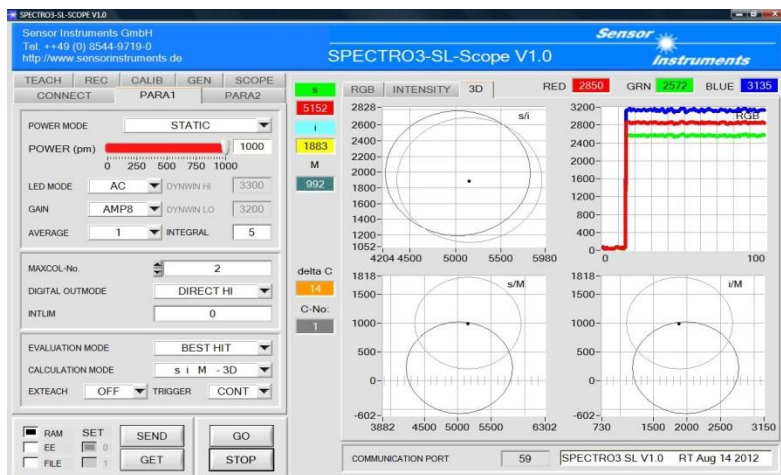 SPECTRO3-SL-SCOPE V1.0
Sensor Instruments GmbH
Tel. ++49 (0) 8544-9719-0
http://www.sensorinstruments.de
SPECTRO3-SL-Scope V1.0
Sensor
Instruments
TEACH REC CALIB GEN SCOPE
CONNECT PARA1 PARA2
POWER MODE STATIC
POWER (pm) 1000
0 250 500 750 1000
LED MODE AC DYNWIN HI 3300
GAIN AMP8 DYNWIN LO 3200
AVERAGE 1 INTEGRAL 5
MAXCOL-No. 2
DIGITAL OUTMODE DIRECT HI
INTLIM 0
EVALUATION MODE BEST HIT
CALCULATION MODE s i M - 3D
EXTEACH OFF TRIGGER CONT
RAM SET SEND GO
EE 0
FILE 1 GET STOP
s
5152
i
1883
M
992
delta C
14
C-No:
1
RGB INTENSITY 3D RED 2850 GRN 2572 BLUE 3135
s/i
2828
2600
2400
2200
2000
1800
1600
1400
1200
1052
4204 4500 5000 5500 5980
RGB
3200
2800
2400
2000
1600
1200
800
400
0
0 100
s/M
1818
1500
1000
500
0
-602
3882 4500 5000 5500 6302
i/M
1818
1500
1000
500
0
-602
730 1500 2000 2500 3150
COMMUNICATION PORT 59 SPECTRO3 SL V1.0 RT Aug 14 2012